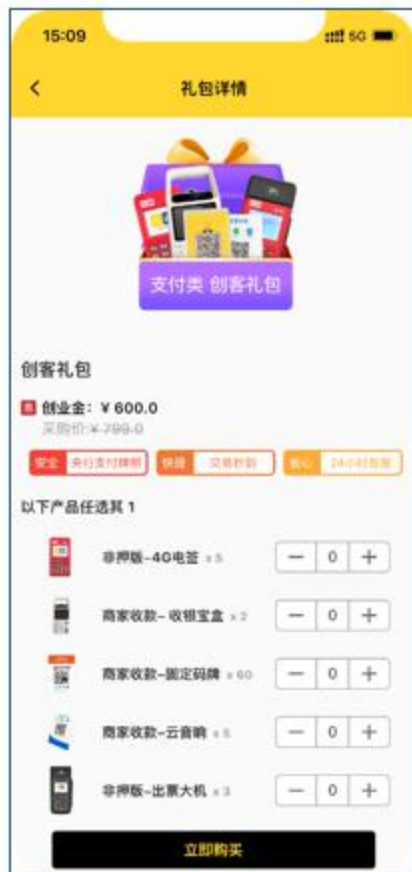 15:09
5G
礼包详情
支付类 创客礼包
创客礼包
创业金：¥ 600.0
采购价:¥ 799.0
安全 央行支付牌照
快捷 交易秒到
省心 24小时客服
以下产品任选其 1
非押版-4G电签 x 5
− 0 +
商家收款- 收银宝盒 x 2
− 0 +
商家收款-固定码牌 x 60
− 0 +
商家收款-云音响 x 5
− 0 +
非押版-出票大机 x 3
− 0 +
立即购买